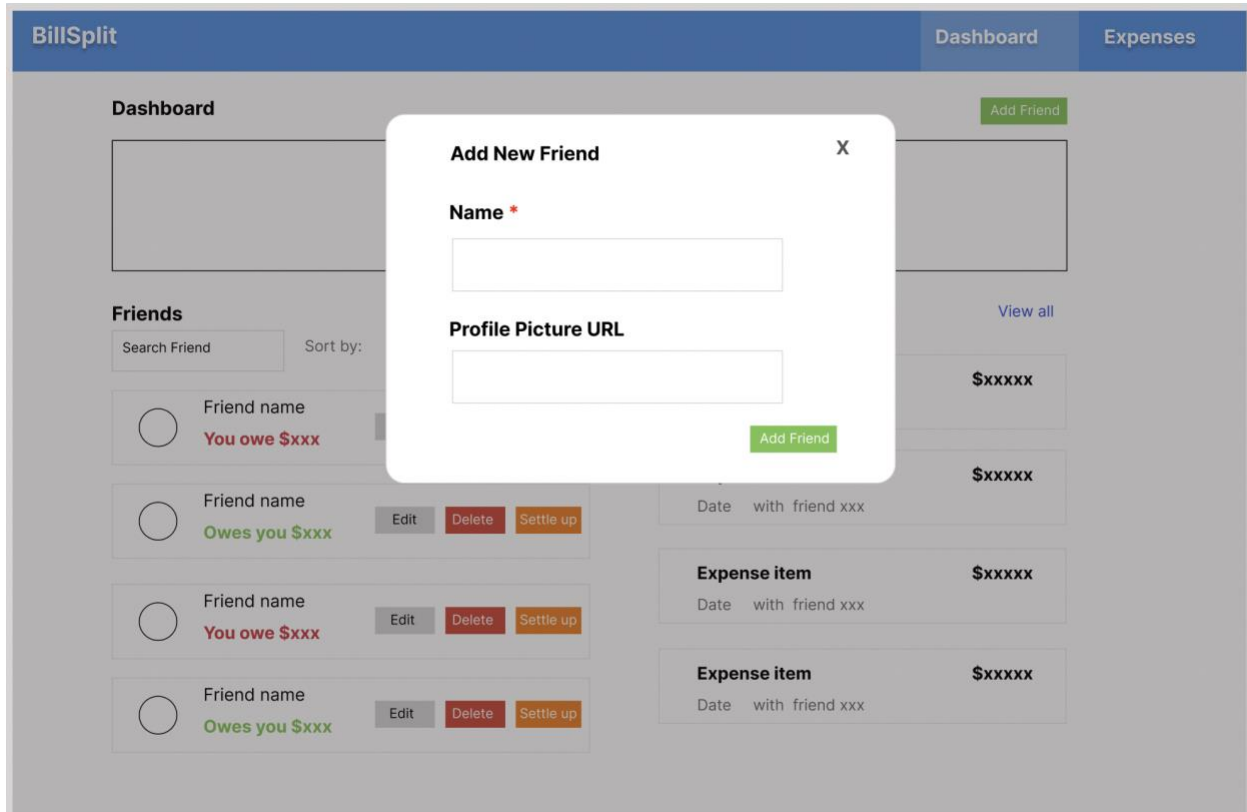 BillSplit
Dashboard
Expenses
Dashboard
Add Friend
Add New Friend
X
Name *
Profile Picture URL
Add Friend
Friends
View all
Search Friend
Sort by:
Friend name
You owe $xxx
Friend name
Owes you $xxx
Edit
Delete
Settle up
Friend name
You owe $xxx
Edit
Delete
Settle up
Friend name
Owes you $xxx
Edit
Delete
Settle up
$xxxxx
$xxxxx
Date with friend xxx
Expense item
$xxxxx
Date with friend xxx
Expense item
$xxxxx
Date with friend xxx